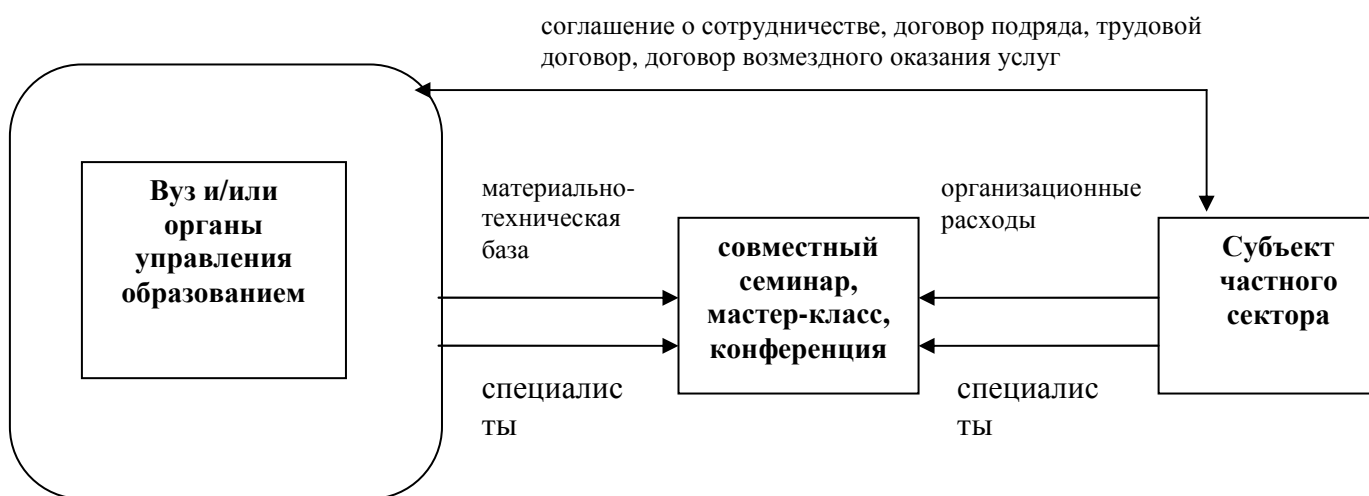 соглашение о сотрудничестве, договор подряда, трудовой
договор, договор возмездного оказания услуг
Вуз и/или
органы
управления
образованием
материально-
техническая
база
организационные
расходы
совместный
семинар,
мастер-класс,
конференция
Субъект
частного
сектора
специалис
ты
специалис
ты